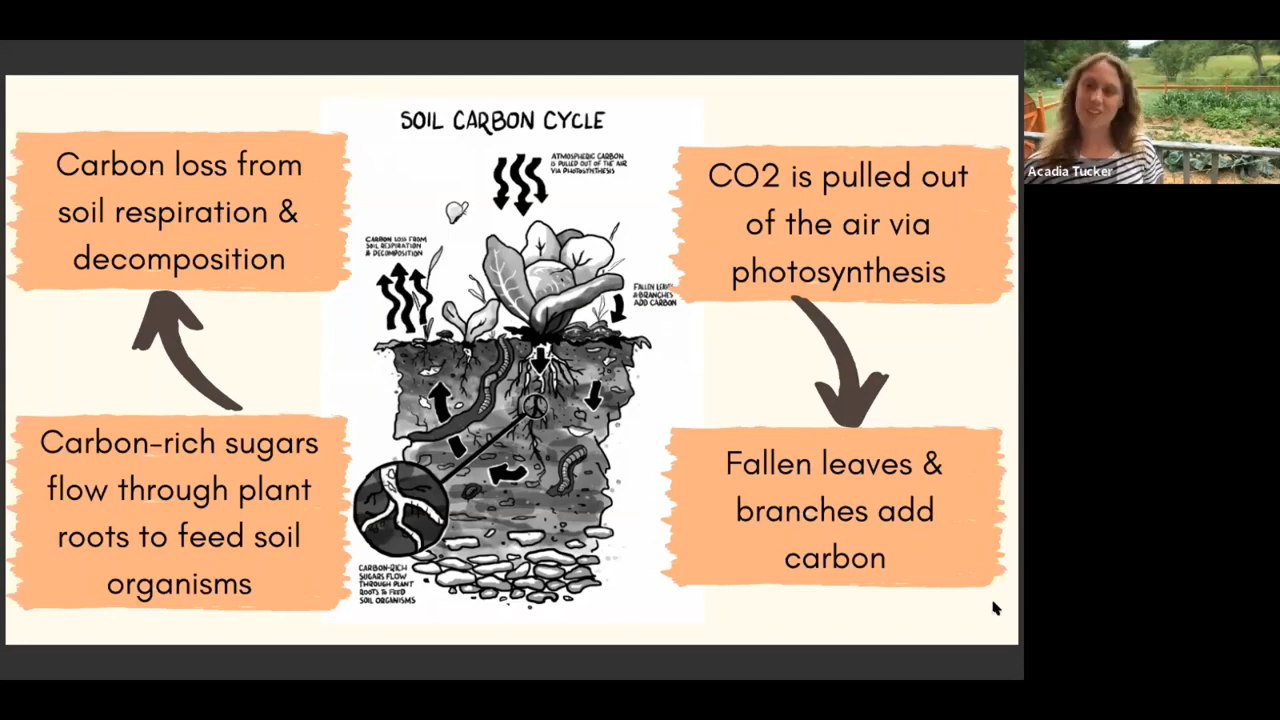 SOIL CARBON CYCLE
Carbon loss from
soil respiration &
decomposition
ATMOSPHERIC CARBON
IS PULLED OUT OF THE AIR
VIA PHOTOSYNTHESIS
CO2 is pulled out
of the air via
photosynthesis
Acadia Tucker
CARBON LOSS FROM
SOIL RESPIRATION
& DECOMPOSITION
FALLEN LEAVES
& BRANCHES
ADD CARBON
Carbon-rich sugars
flow through plant
roots to feed soil
organisms
Fallen leaves &
branches add
carbon
CARBON-RICH
SUGARS FLOW
THROUGH PLANT
ROOTS TO FEED
SOIL ORGANISMS